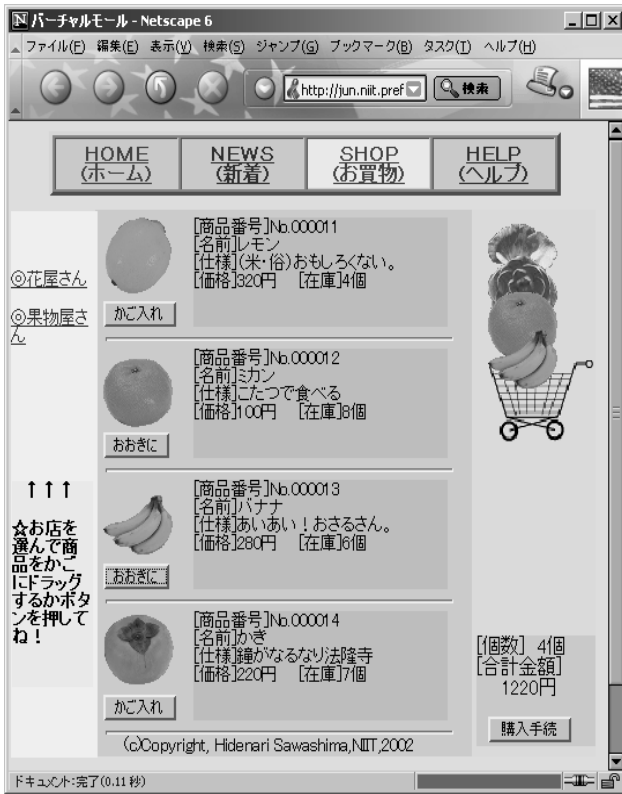 バーチャルモール - Netscape 6
ファイル(F) 編集(E) 表示(V) 検索(S) ジャンプ(G) ブックマーク(B) タスク(T) ヘルプ(H)
http://jun.niit.pref 検索
HOME
(ホーム)
NEWS
(新着)
SHOP
(お買物)
HELP
(ヘルプ)
◎花屋さん
◎果物屋さ
ん
↑↑↑
☆お店を
選んで商
品をかご
にドラッグ
するかボタ
ンを押して
ね！
[商品番号]No.000011
[名前]レモン
[仕様](米・俗)おもしろくない。
[価格]320円 [在庫]4個
かご入れ
[商品番号]No.000012
[名前]ミカン
[仕様]こたつで食べる
[価格]100円 [在庫]8個
おおきに
[商品番号]No.000013
[名前]バナナ
[仕様]あいあい！おさるさん。
[価格]280円 [在庫]6個
おおきに
[商品番号]No.000014
[名前]かき
[仕様]鐘がなるなり法隆寺
[価格]220円 [在庫]7個
かご入れ
(c)Copyright, Hidenari Sawashima,NIIT,2002
[個数] 4個
[合計金額]
1220円
購入手続
ドキュメント:完了(0.11 秒)